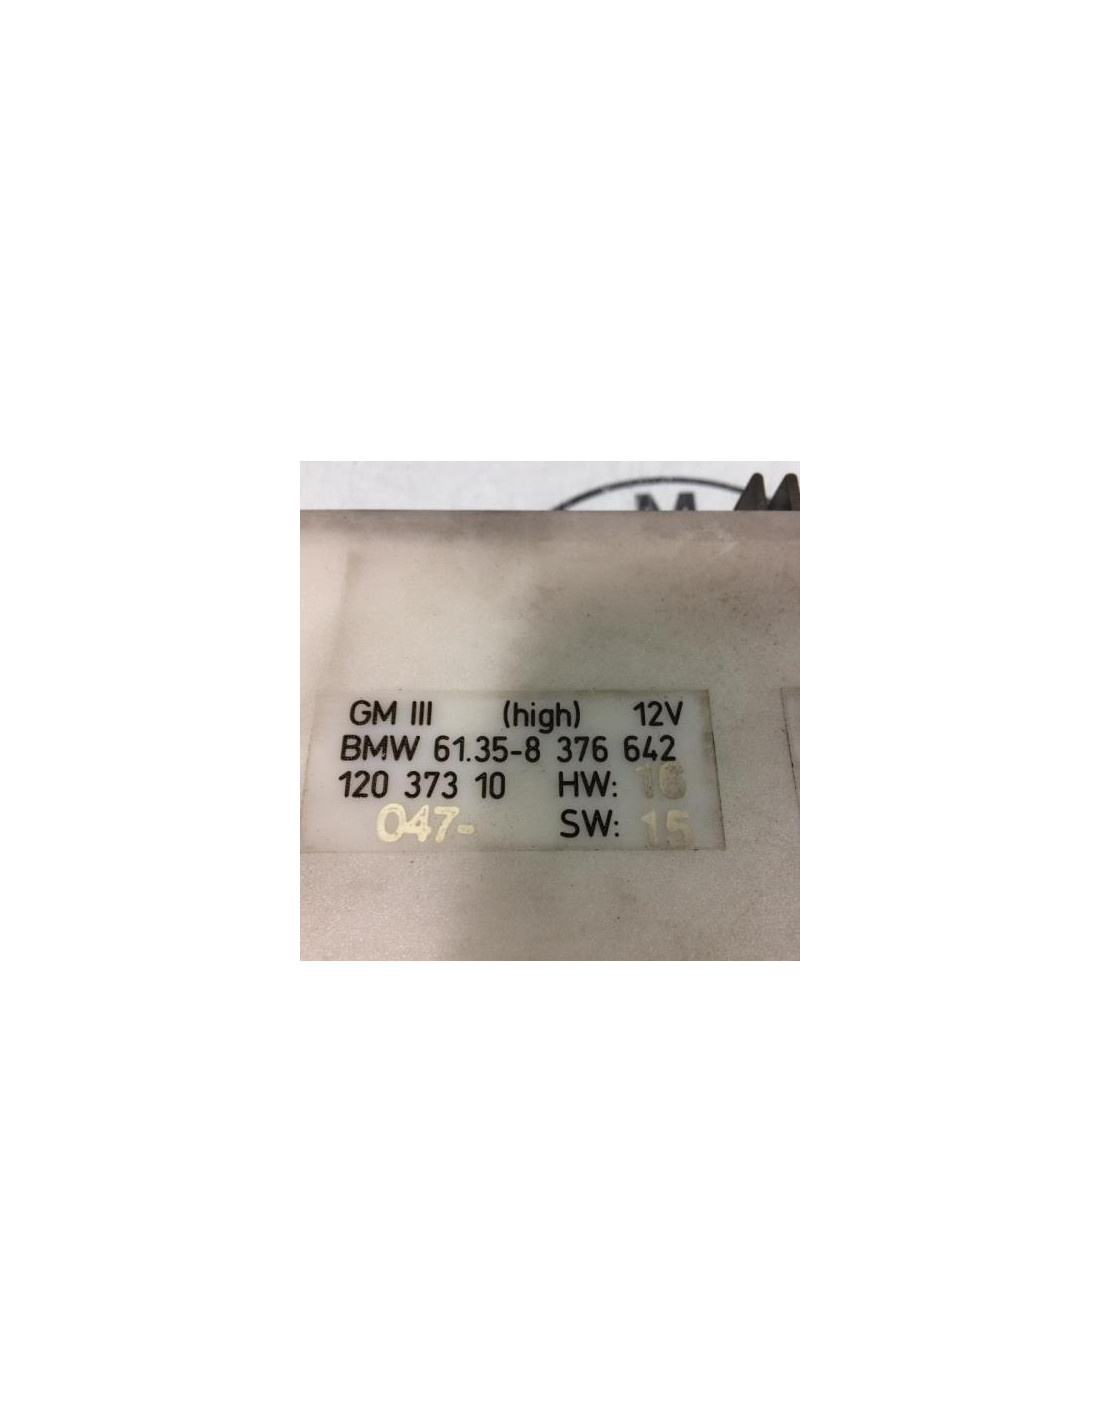 M
GM III (high) 12V
BMW 61.35-8 376 642
120 373 10 HW: 16
047- SW: 15